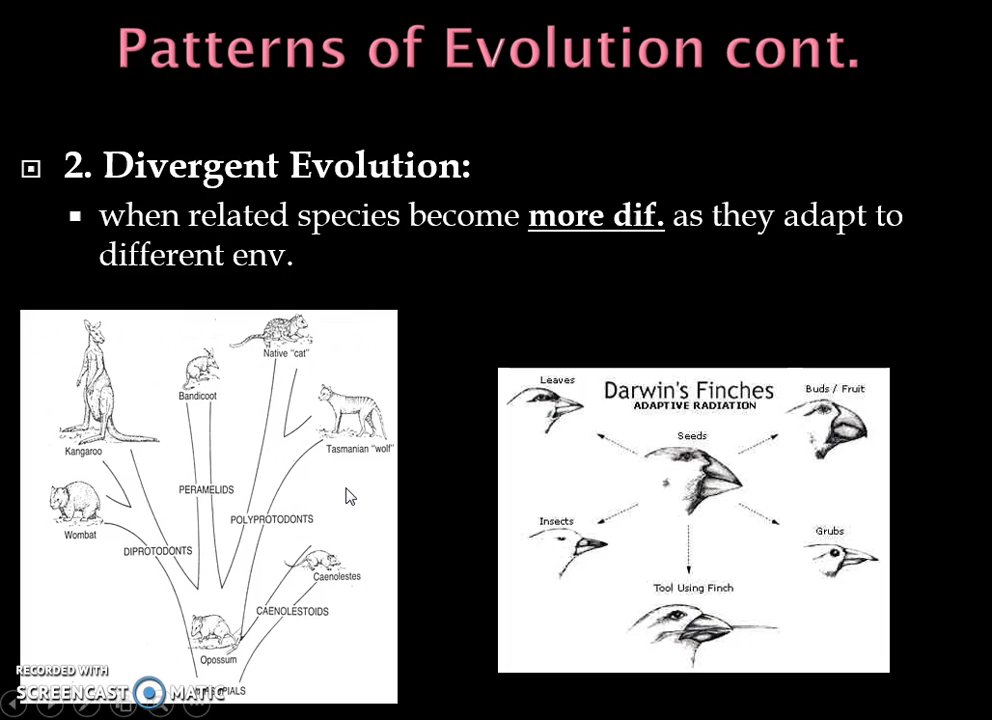 Patterns of Evolution cont.
2. Divergent Evolution:
when related species become more dif. as they adapt to
different env.
Native "cat"
Bandicoot
Kangaroo
Tasmanian "wolf"
PERAMELIDS
POLYPROTODONTS
Wombat
DIPROTODONTS
Caenolestes
CAENOLESTOIDS
Opossum
Leaves
Darwin's Finches
ADAPTIVE RADIATION
Buds / Fruit
Seeds
Insects
Grubs
Tool Using Finch
RECORDED WITH
SCREENCAST MATIC